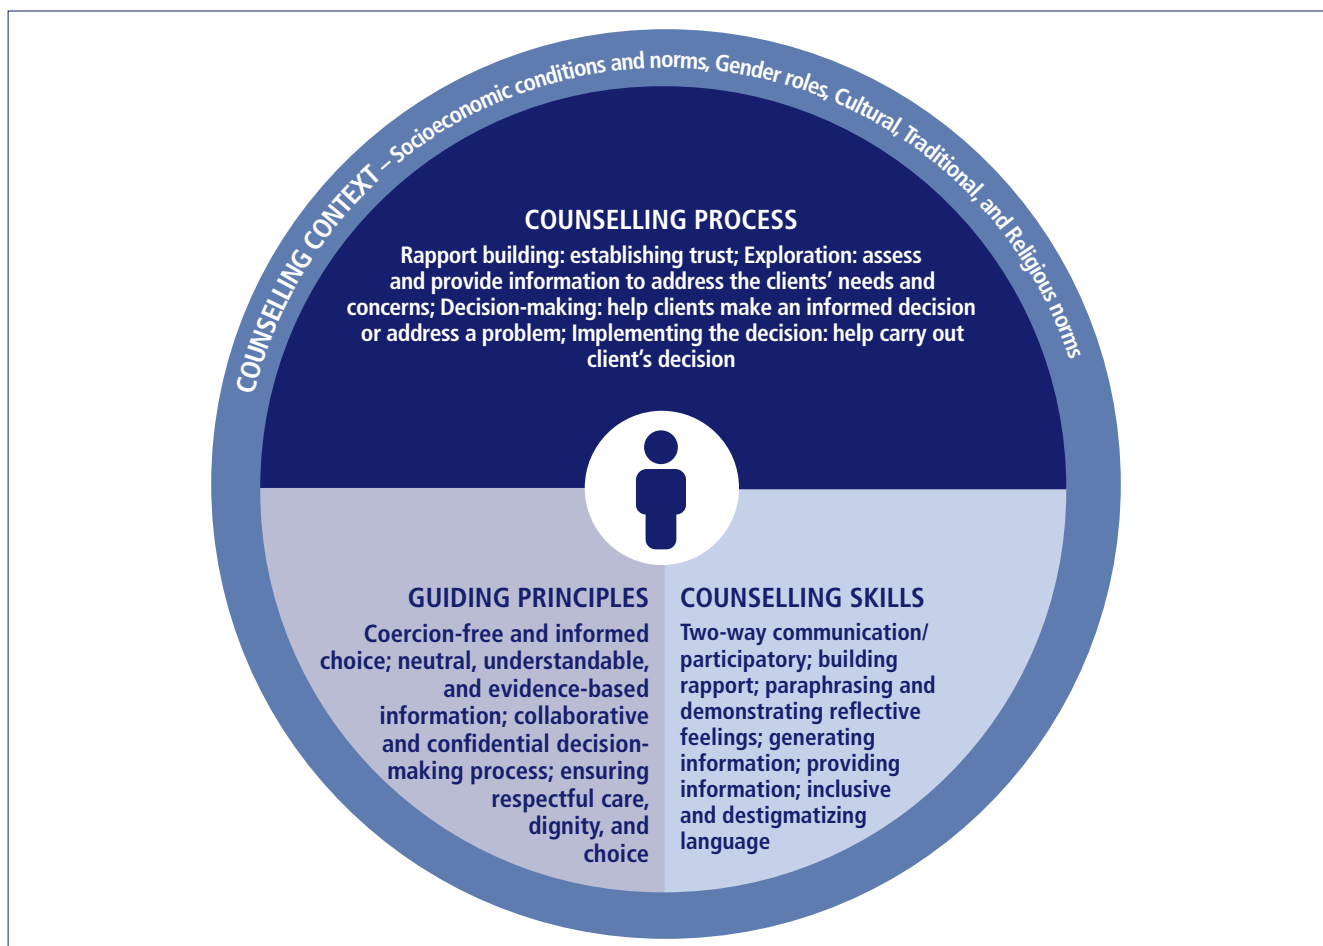 COUNSELLING CONTEXT – Socioeconomic conditions and norms, Gender roles, Cultural, Traditional, and Religious norms
COUNSELLING PROCESS
Rapport building: establishing trust; Exploration: assess
and provide information to address the clients’ needs and
concerns; Decision-making: help clients make an informed decision
or address a problem; Implementing the decision: help carry out
client’s decision
GUIDING PRINCIPLES
Coercion-free and informed
choice; neutral, understandable,
and evidence-based
information; collaborative
and confidential decision-
making process; ensuring
respectful care,
dignity, and
choice
COUNSELLING SKILLS
Two-way communication/
participatory; building
rapport; paraphrasing and
demonstrating reflective
feelings; generating
information; providing
information; inclusive
and destigmatizing
language